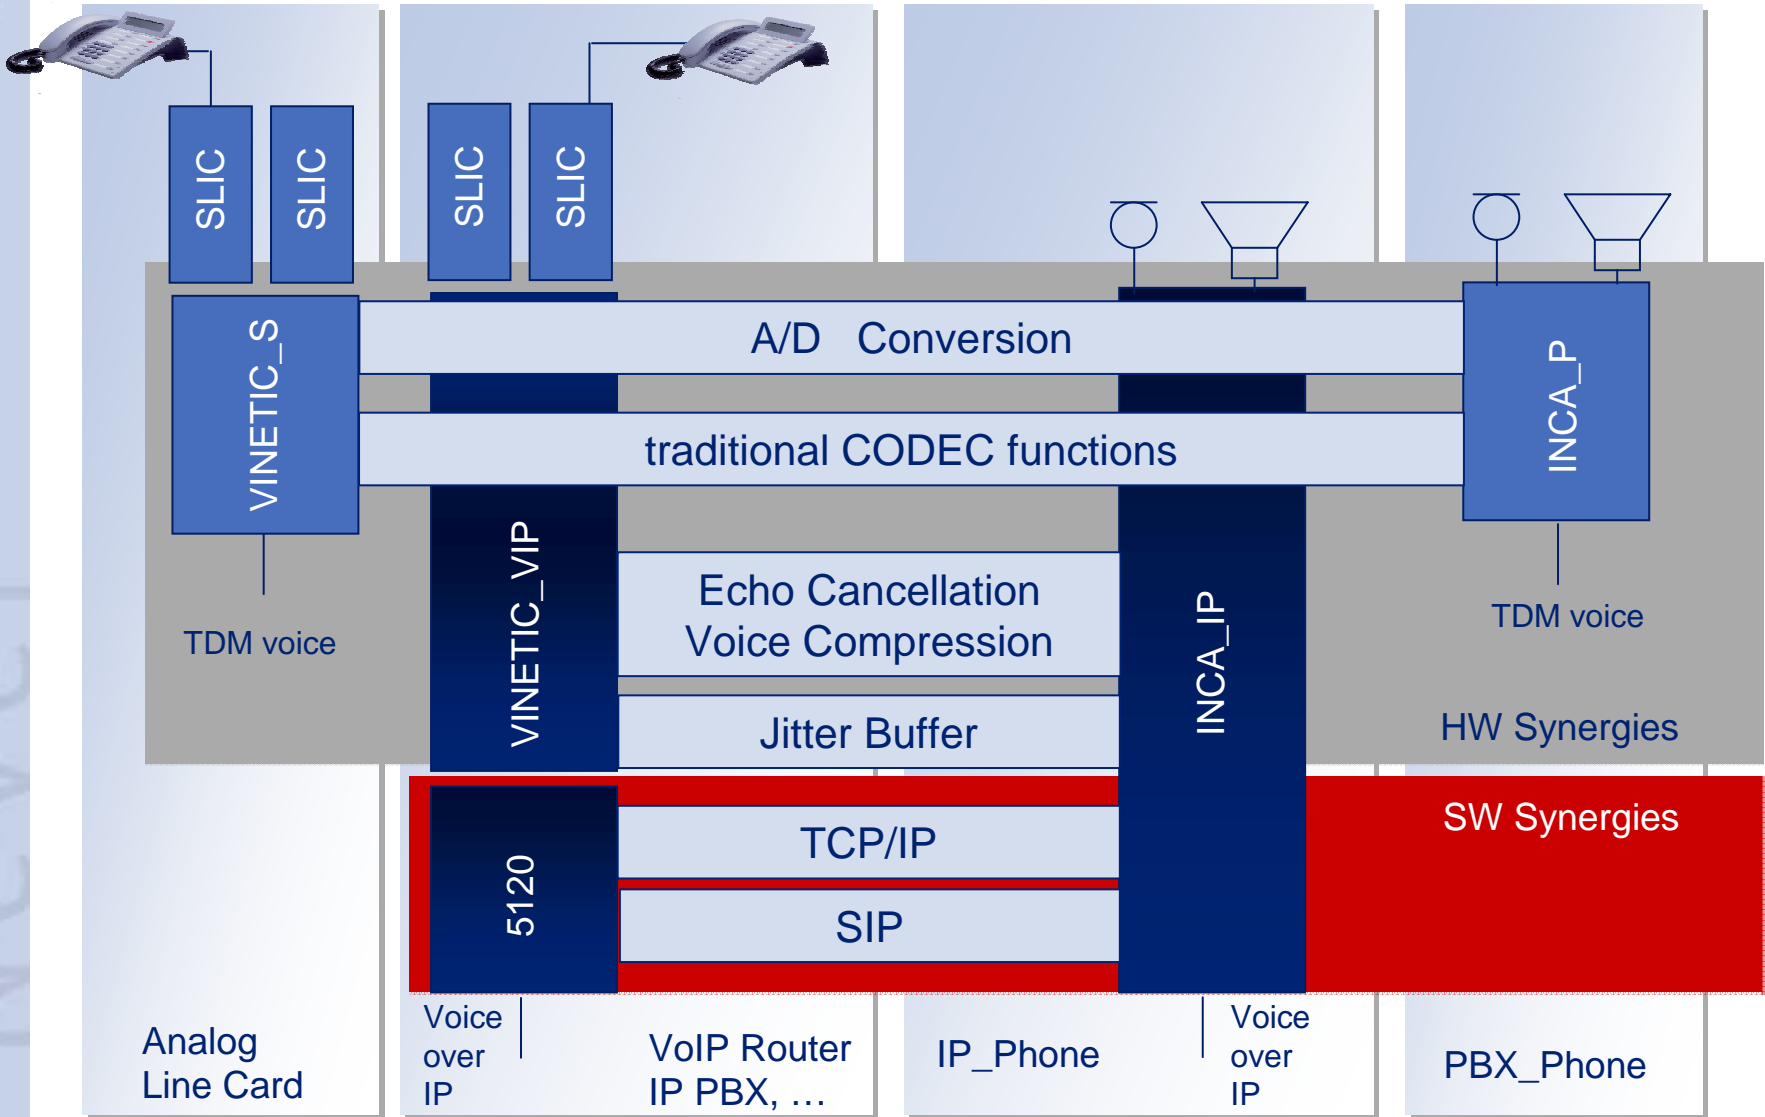 SLIC
SLIC
SLIC
SLIC
VINETIC_S
A/D Conversion
INCA_P
traditional CODEC functions
VINETIC_VIP
Echo Cancellation
Voice Compression
INCA_IP
TDM voice
TDM voice
Jitter Buffer
HW Synergies
SW Synergies
TCP/IP
5120
SIP
Analog
Line Card
Voice
over
IP
VoIP Router
IP PBX, …
IP_Phone
Voice
over
IP
PBX_Phone